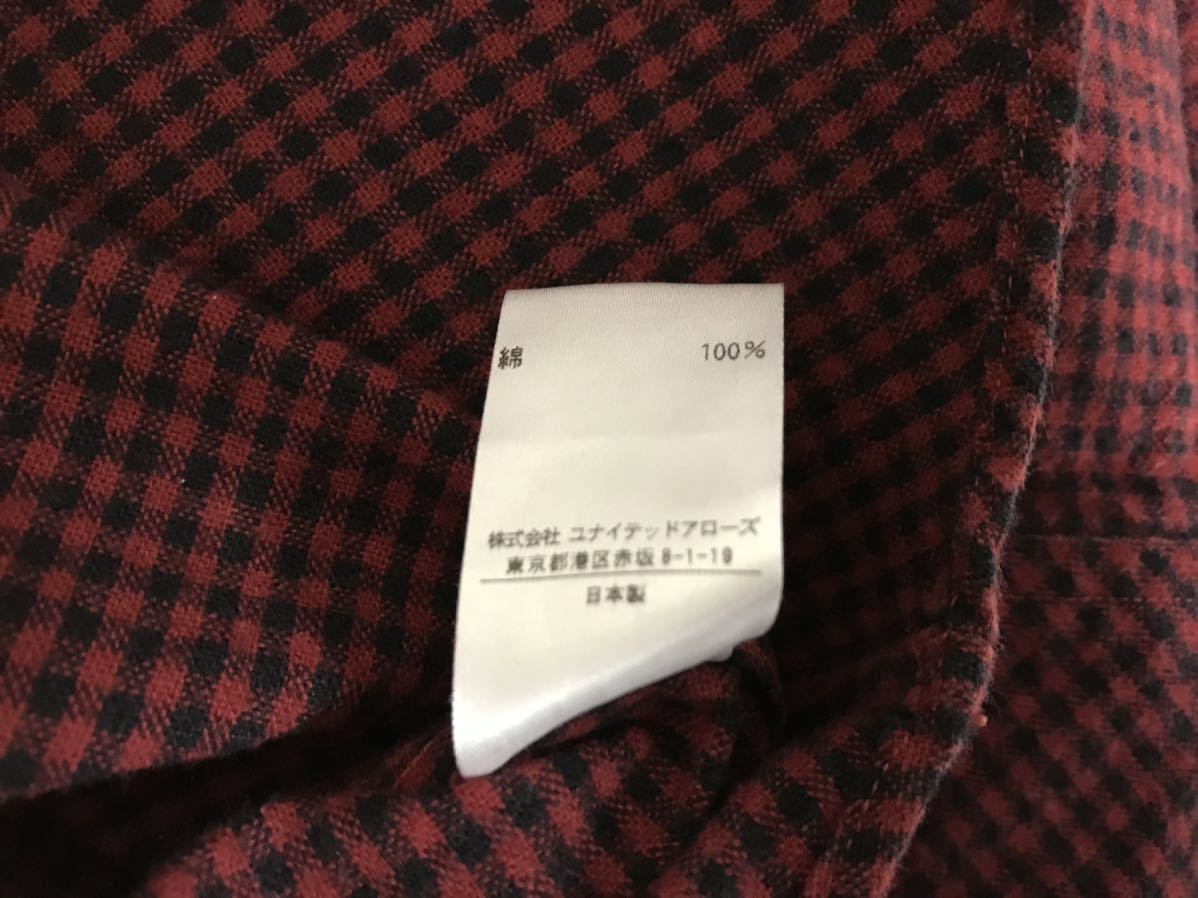 綿 100%
株式会社 ユナイテッドアローズ
東京都港区赤坂8-1-19
日本製